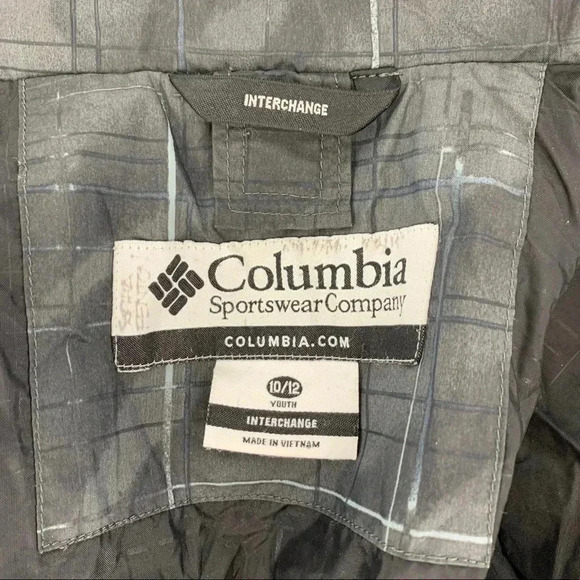 INTERCHANGE
Columbia
Sportswear Company
COLUMBIA.COM
10/12
YOUTH
INTERCHANGE
MADE IN VIETNAM